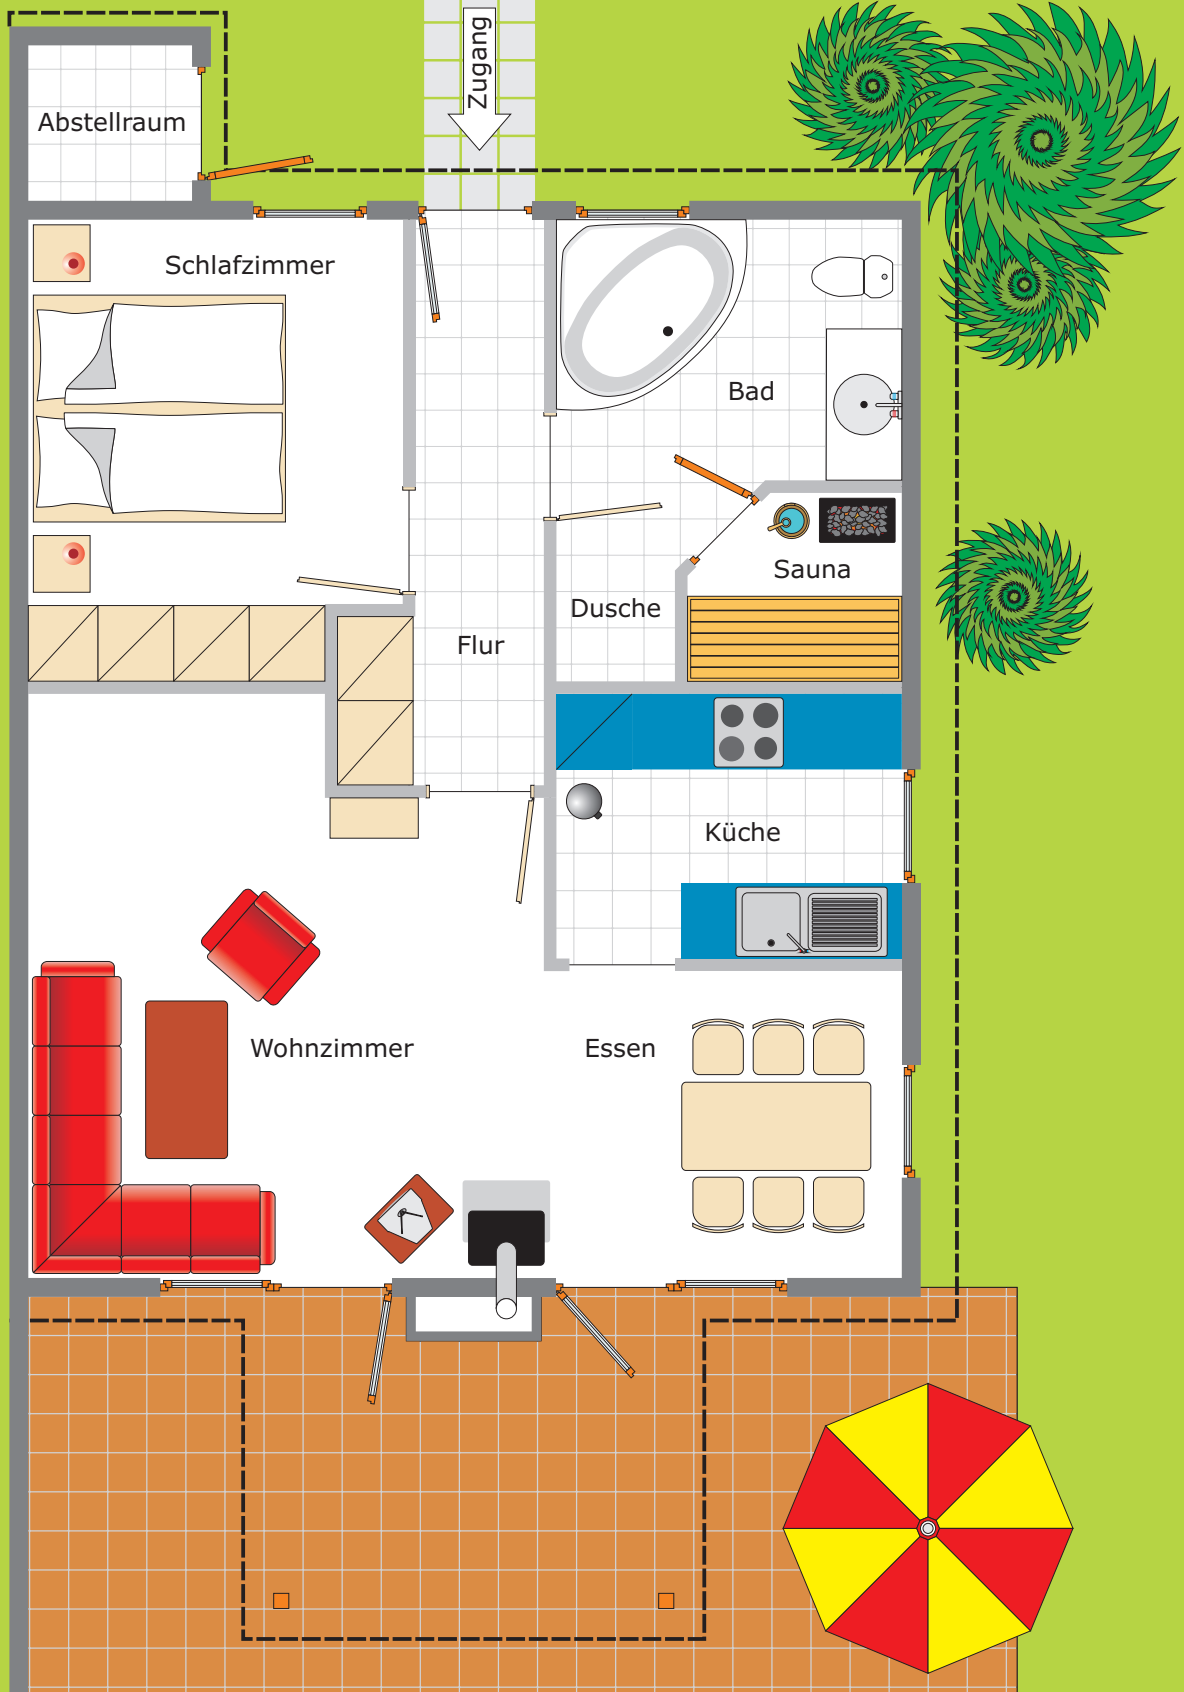 Zugang
Abstellraum
Schlafzimmer
Bad
Sauna
Dusche
Flur
Küche
Wohnzimmer
Essen